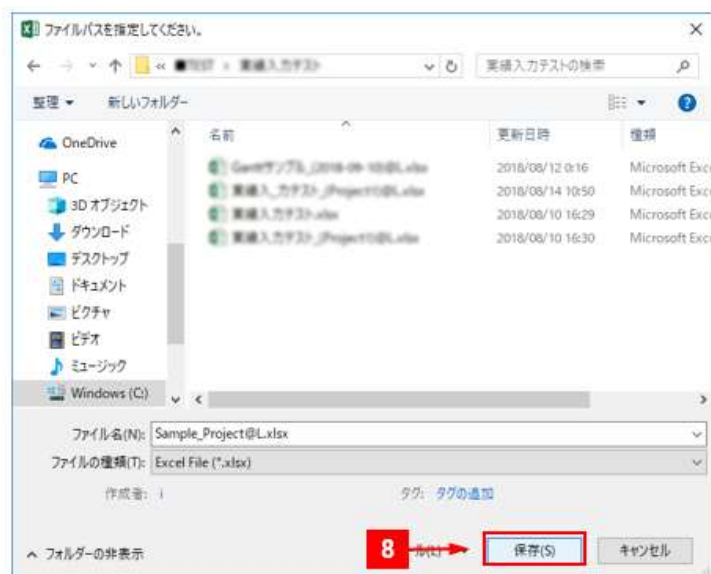 ファイルパスを指定してください。
実績入力テストの検索
整理 ▼ 新しいフォルダー
名前 更新日時 種類
OneDrive
PC
3D オブジェクト
ダウンロード
デスクトップ
ドキュメント
ピクチャ
ビデオ
ミュージック
Windows (C:)
2018/08/12 0:16 Microsoft Exc
2018/08/14 10:50 Microsoft Exc
2018/08/10 16:29 Microsoft Exc
2018/08/10 16:30 Microsoft Exc
ファイル名(N): Sample_Project@L.xlsx
ファイルの種類(T): Excel File (*.xlsx)
作成者: i タグ: タグの追加
フォルダーの非表示 8 ル(L) 保存(S) キャンセル